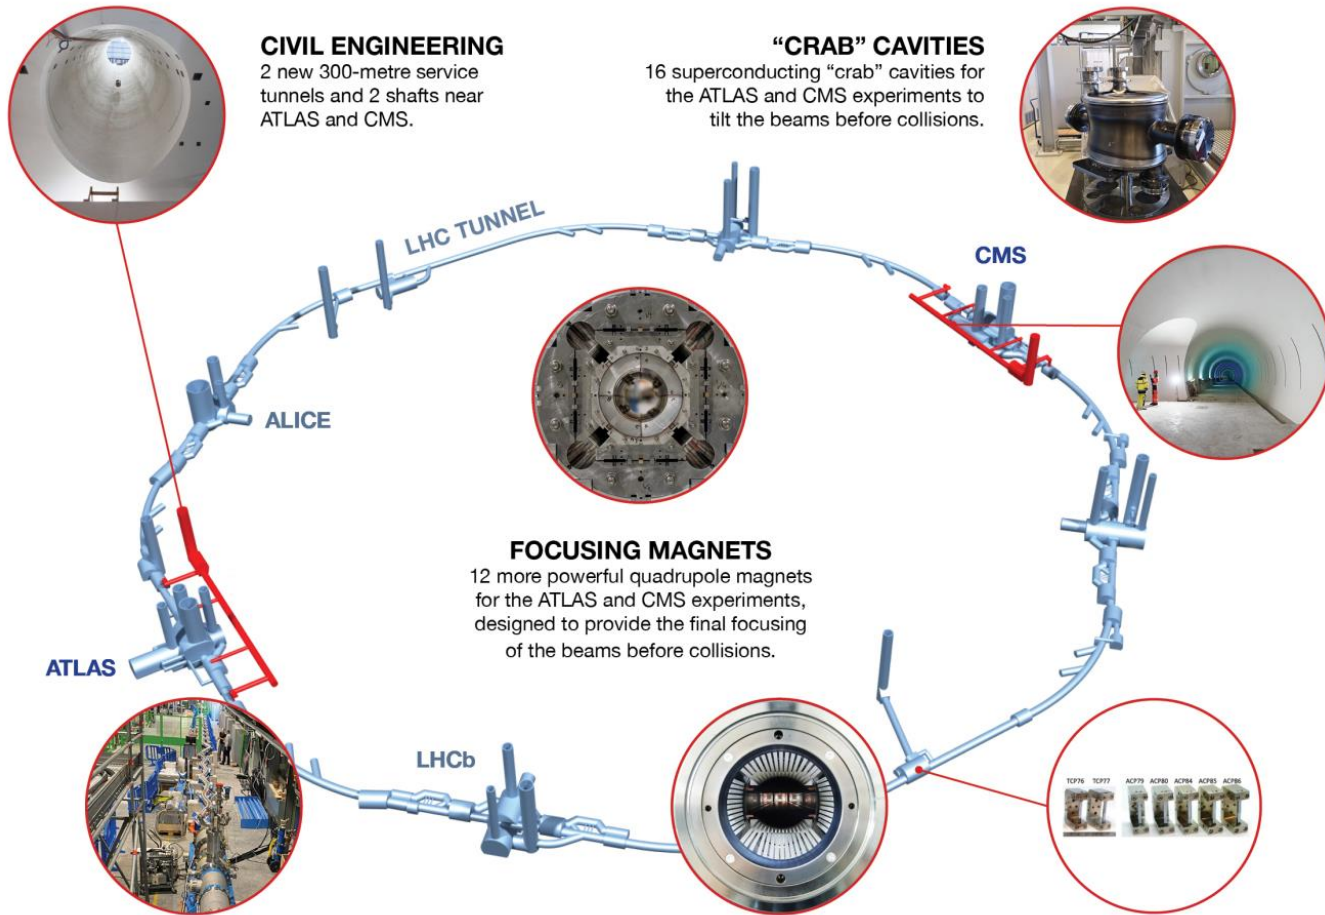 CIVIL ENGINEERING
2 new 300-metre service
tunnels and 2 shafts near
ATLAS and CMS.
“CRAB” CAVITIES
16 superconducting “crab” cavities for
the ATLAS and CMS experiments to
tilt the beams before collisions.
LHC TUNNEL
CMS
ALICE
FOCUSING MAGNETS
12 more powerful quadrupole magnets
for the ATLAS and CMS experiments,
designed to provide the final focusing
of the beams before collisions.
ATLAS
LHCb
TCP76 TCP77 ACP79 ACP80 ACP84 ACP85 ACP86